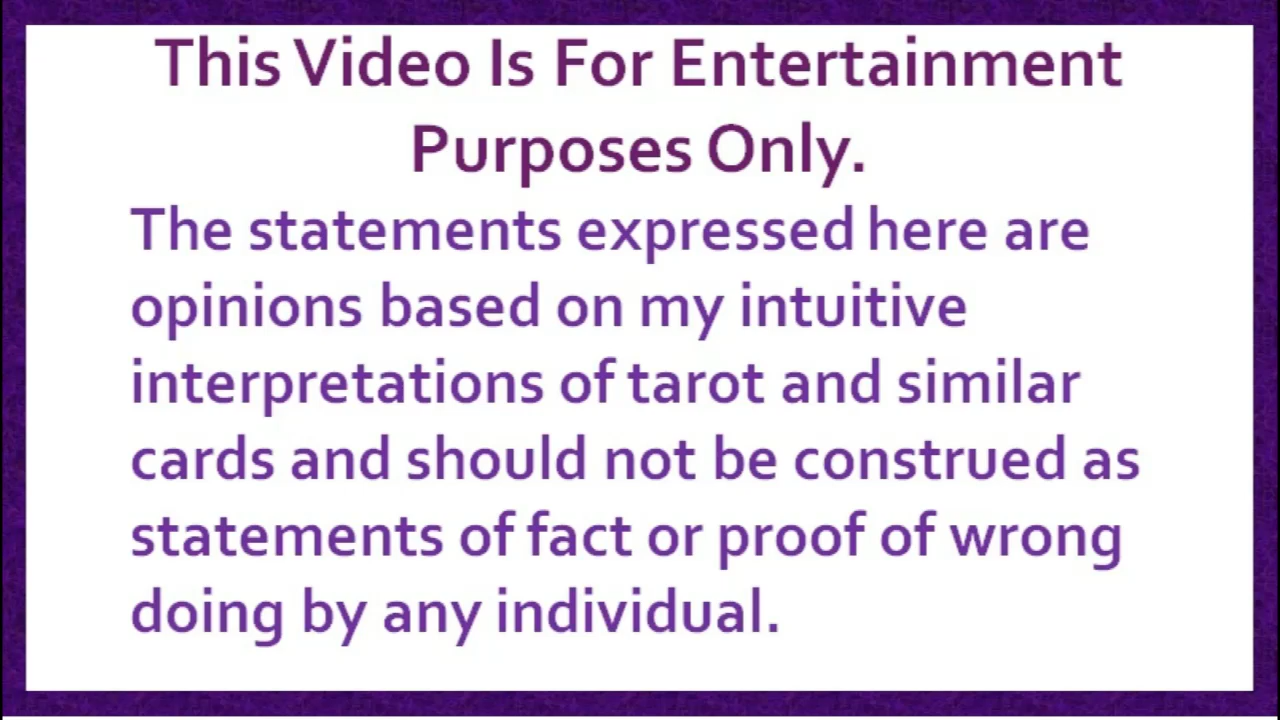 This Video Is For Entertainment
Purposes Only.
The statements expressed here are
opinions based on my intuitive
interpretations of tarot and similar
cards and should not be construed as
statements of fact or proof of wrong
doing by any individual.